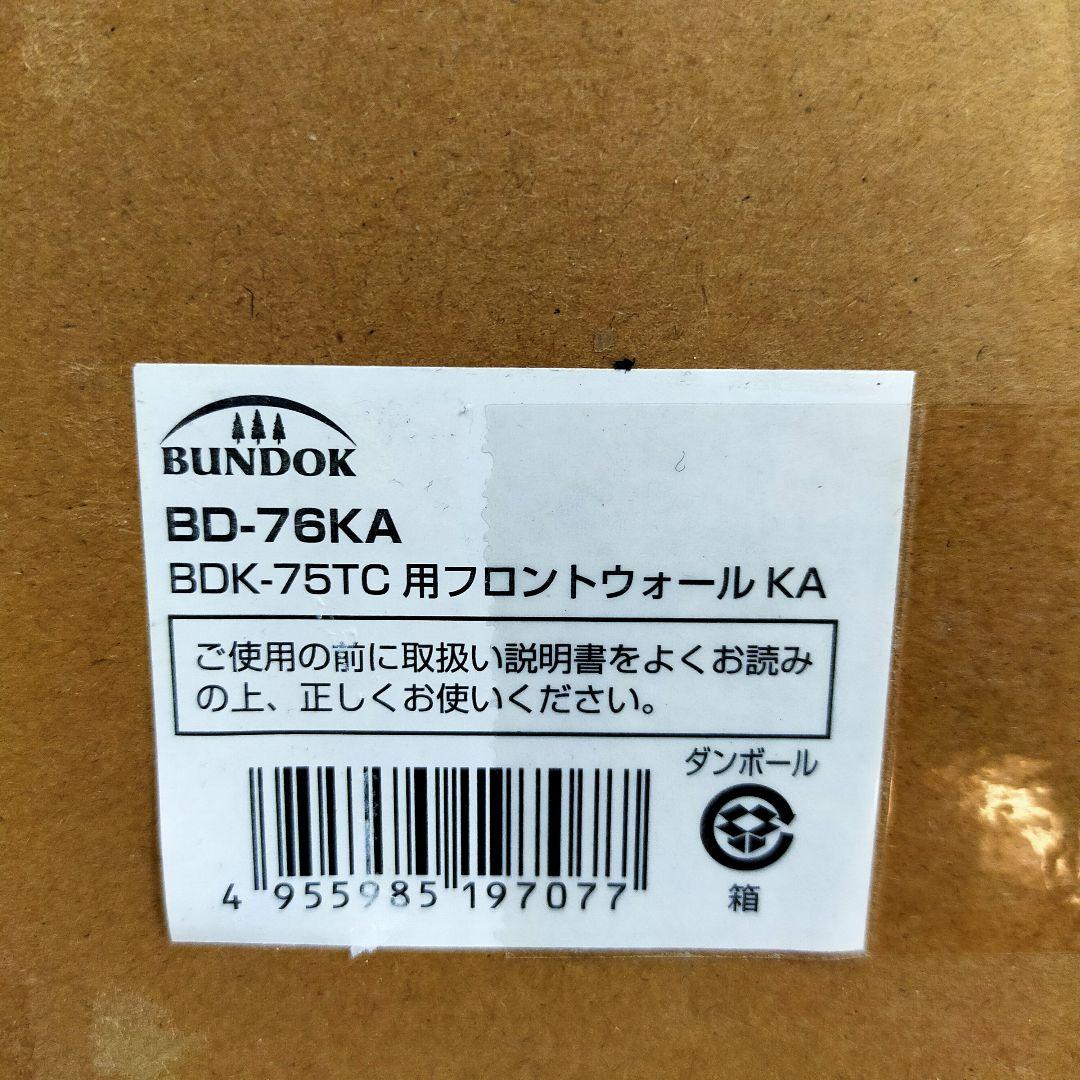 BUNDOK
BD-76KA
BDK-75TC 用フロントウォール KA
ご使用の前に取扱い説明書をよくお読み
の上、正しくお使いください。
ダンボール
箱
4 955985 197077